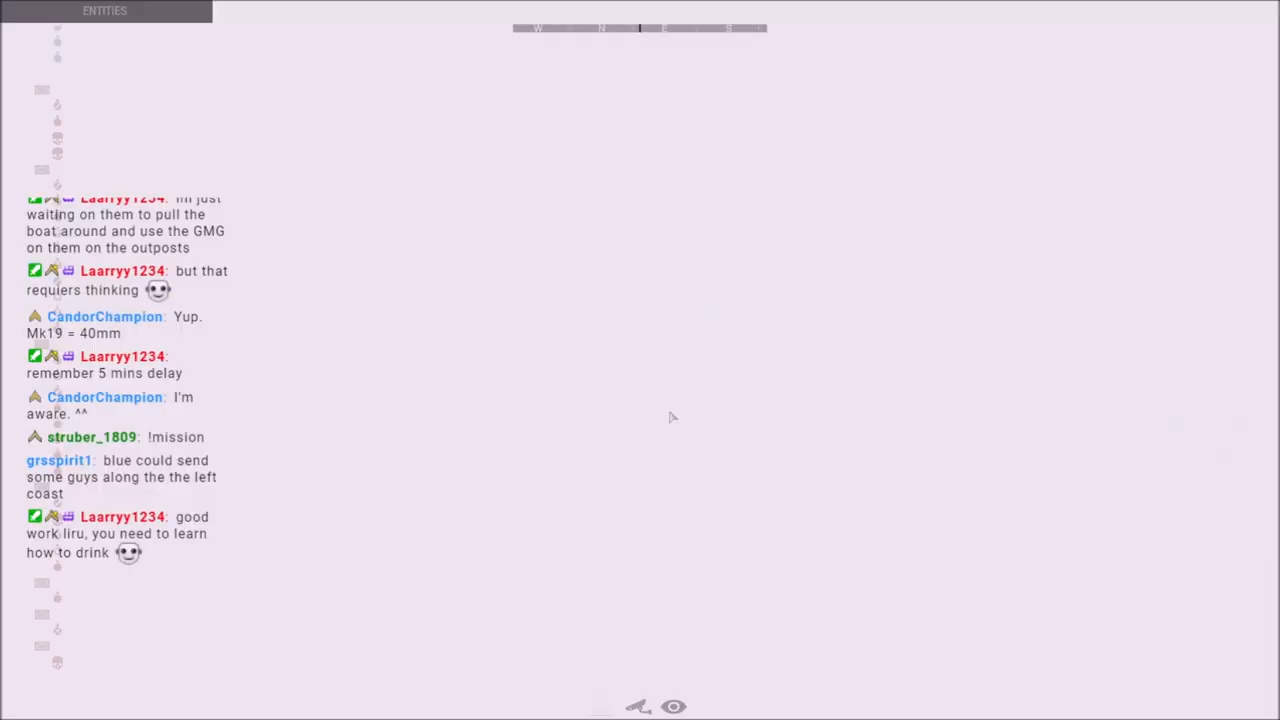 ENTITIES
W N E S
Laarryy1234: im just
waiting on them to pull the
boat around and use the GMG
on them on the outposts
Laarryy1234: but that
requiers thinking
CandorChampion: Yup.
Mk19 = 40mm
Laarryy1234:
remember 5 mins delay
CandorChampion: I'm
aware. ^^
struber_1809: !mission
grsspirit1: blue could send
some guys along the the left
coast
Laarryy1234: good
work liru, you need to learn
how to drink